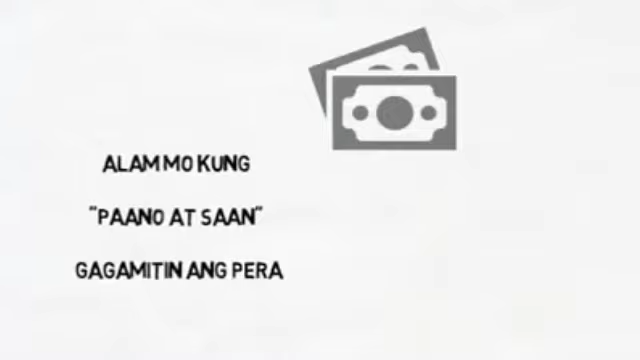 ALAM MO KUNG
"PAANO AT SAAN"
GAGAMITIN ANG PERA